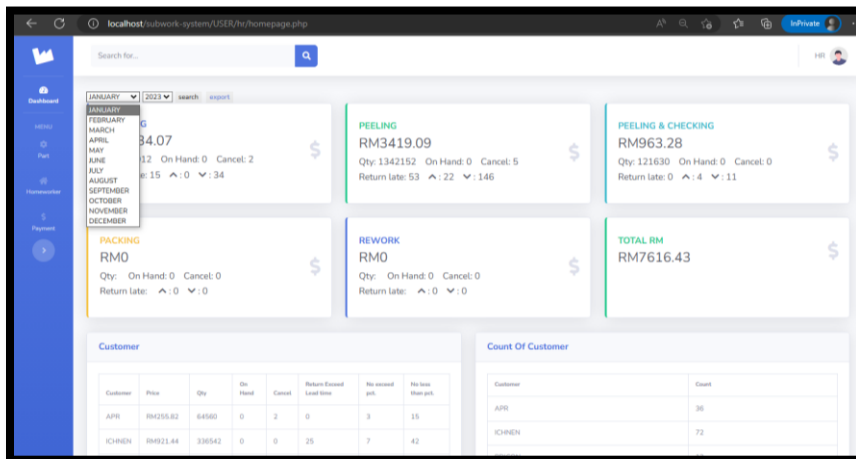 localhost/subwork-system/USER/hr/homepage.php
InPrivate
Search for...
HR
Dashboard
MENU
Part
Homeworker
Payment
JANUARY 2023 search export
JANUARY
FEBRUARY
MARCH
APRIL
MAY
JUNE
JULY
AUGUST
SEPTEMBER
OCTOBER
NOVEMBER
DECEMBER
G
34.07
12 On Hand: 0 Cancel: 2
e: 15 : 0 : 34
PEELING
RM3419.09
Qty: 1342152 On Hand: 0 Cancel: 5
Return late: 53 : 22 : 146
PEELING & CHECKING
RM963.28
Qty: 121630 On Hand: 0 Cancel: 0
Return late: 0 : 4 : 11
PACKING
RM0
Qty: On Hand: 0 Cancel: 0
Return late: : 0 : 0
REWORK
RM0
Qty: On Hand: 0 Cancel: 0
Return late: : 0 : 0
TOTAL RM
RM7616.43
Customer
Customer Price Qty On Hand Cancel Return Exceed Lead time No exceed pct. No less than pct.
APR RM255.82 64560 0 2 0 3 15
ICHNEN RM921.44 336542 0 0 25 7 42
Count Of Customer
Customer Count
APR 36
ICHNEN 72